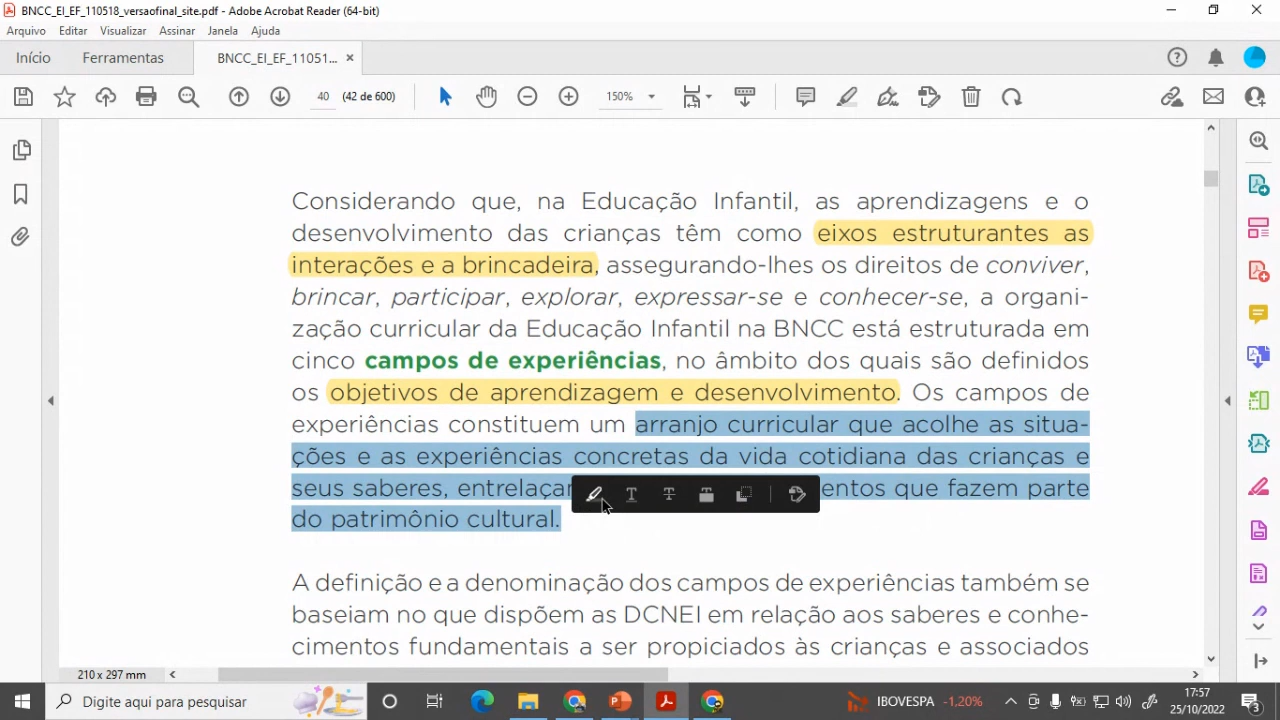 BNCC_EI_EF_110518_versaofinal_site.pdf - Adobe Acrobat Reader (64-bit)
Arquivo Editar Visualizar Assinar Janela Ajuda
Início Ferramentas BNCC_EI_EF_11051... ×
40 (42 de 600) 150%
Considerando que, na Educação Infantil, as aprendizagens e o
desenvolvimento das crianças têm como eixos estruturantes as
interações e a brincadeira, assegurando-lhes os direitos de conviver,
brincar, participar, explorar, expressar-se e conhecer-se, a organi-
zação curricular da Educação Infantil na BNCC está estruturada em
cinco campos de experiências, no âmbito dos quais são definidos
os objetivos de aprendizagem e desenvolvimento. Os campos de
experiências constituem um arranjo curricular que acolhe as situa-
ções e as experiências concretas da vida cotidiana das crianças e
seus saberes, entrelaçan entos que fazem parte
do patrimônio cultural.
A definição e a denominação dos campos de experiências também se
baseiam no que dispõem as DCNEI em relação aos saberes e conhe-
cimentos fundamentais a ser propiciados às crianças e associados
210 x 297 mm
Digite aqui para pesquisar
IBOVESPA -1,20%
17:57
25/10/2022
3